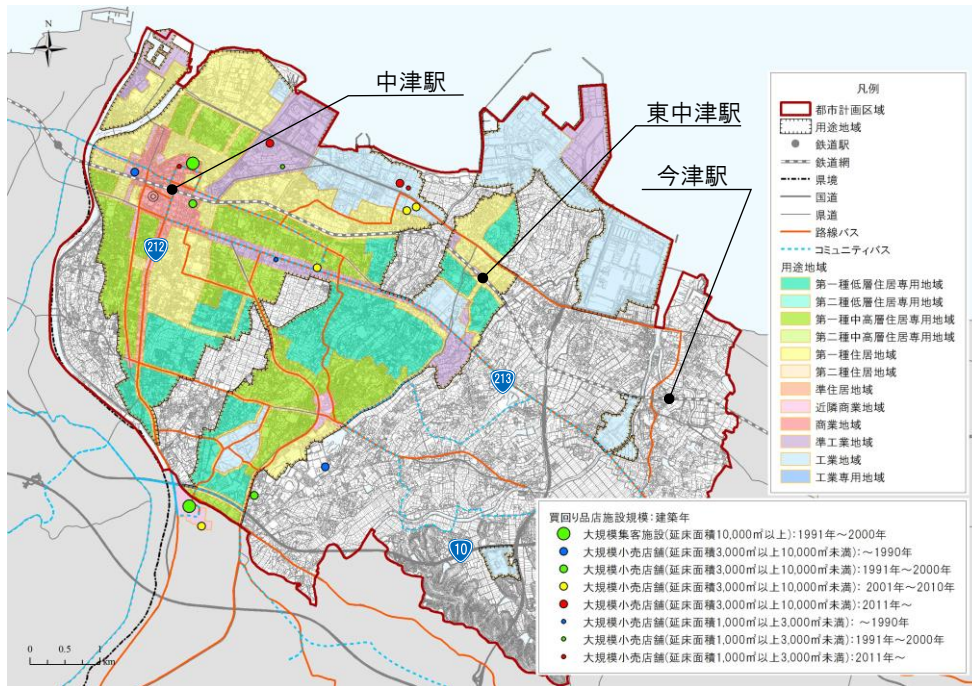 N
中津駅
東中津駅
今津駅
212
213
10
0 0.5 1
km
凡例
都市計画区域
用途地域
鉄道駅
鉄道網
県境
国道
県道
路線バス
コミュニティバス
用途地域
第一種低層住居専用地域
第二種低層住居専用地域
第一種中高層住居専用地域
第二種中高層住居専用地域
第一種住居地域
第二種住居地域
準住居地域
近隣商業地域
商業地域
準工業地域
工業地域
工業専用地域
買回り品店施設規模:建築年
大規模集客施設(延床面積10,000㎡以上):1991年~2000年
大規模小売店舗(延床面積3,000㎡以上10,000㎡未満):~1990年
大規模小売店舗(延床面積3,000㎡以上10,000㎡未満):1991年~2000年
大規模小売店舗(延床面積3,000㎡以上10,000㎡未満): 2001年~2010年
大規模小売店舗(延床面積3,000㎡以上10,000㎡未満):2011年~
大規模小売店舗(延床面積1,000㎡以上3,000㎡未満): ~1990年
大規模小売店舗(延床面積1,000㎡以上3,000㎡未満):1991年~2000年
大規模小売店舗(延床面積1,000㎡以上3,000㎡未満):2011年~